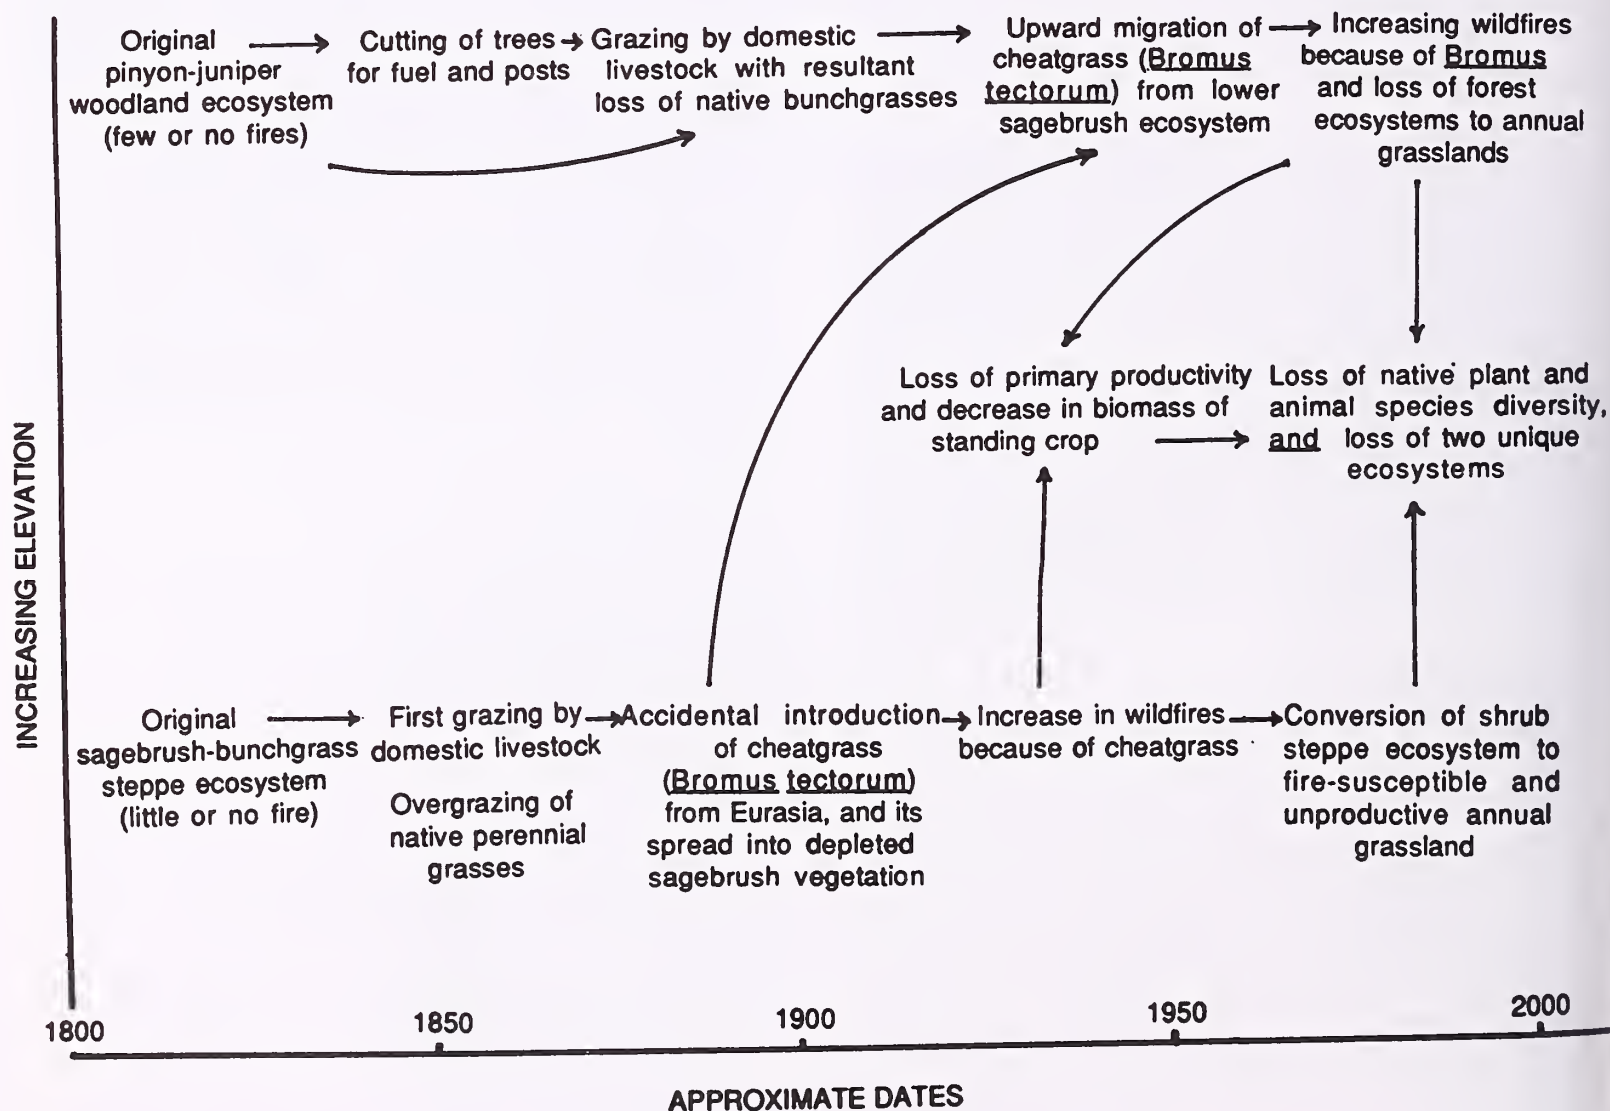 Original
pinyon-juniper
woodland ecosystem
(few or no fires)
Cutting of trees
for fuel and posts
Grazing by domestic
livestock with resultant
loss of native bunchgrasses
Upward migration of
cheatgrass (Bromus
tectorum) from lower
sagebrush ecosystem
Increasing wildfires
because of Bromus
and loss of forest
ecosystems to annual
grasslands
Loss of primary productivity
and decrease in biomass of
standing crop
Loss of native plant and
animal species diversity,
and loss of two unique
ecosystems
INCREASING ELEVATION
Original
sagebrush-bunchgrass
steppe ecosystem
(little or no fire)
First grazing by
domestic livestock
Overgrazing of
native perennial
grasses
Accidental introduction
of cheatgrass
(Bromus tectorum)
from Eurasia, and its
spread into depleted
sagebrush vegetation
Increase in wildfires
because of cheatgrass
Conversion of shrub
steppe ecosystem to
fire-susceptible and
unproductive annual
grassland
1800 1850 1900 1950 2000
APPROXIMATE DATES